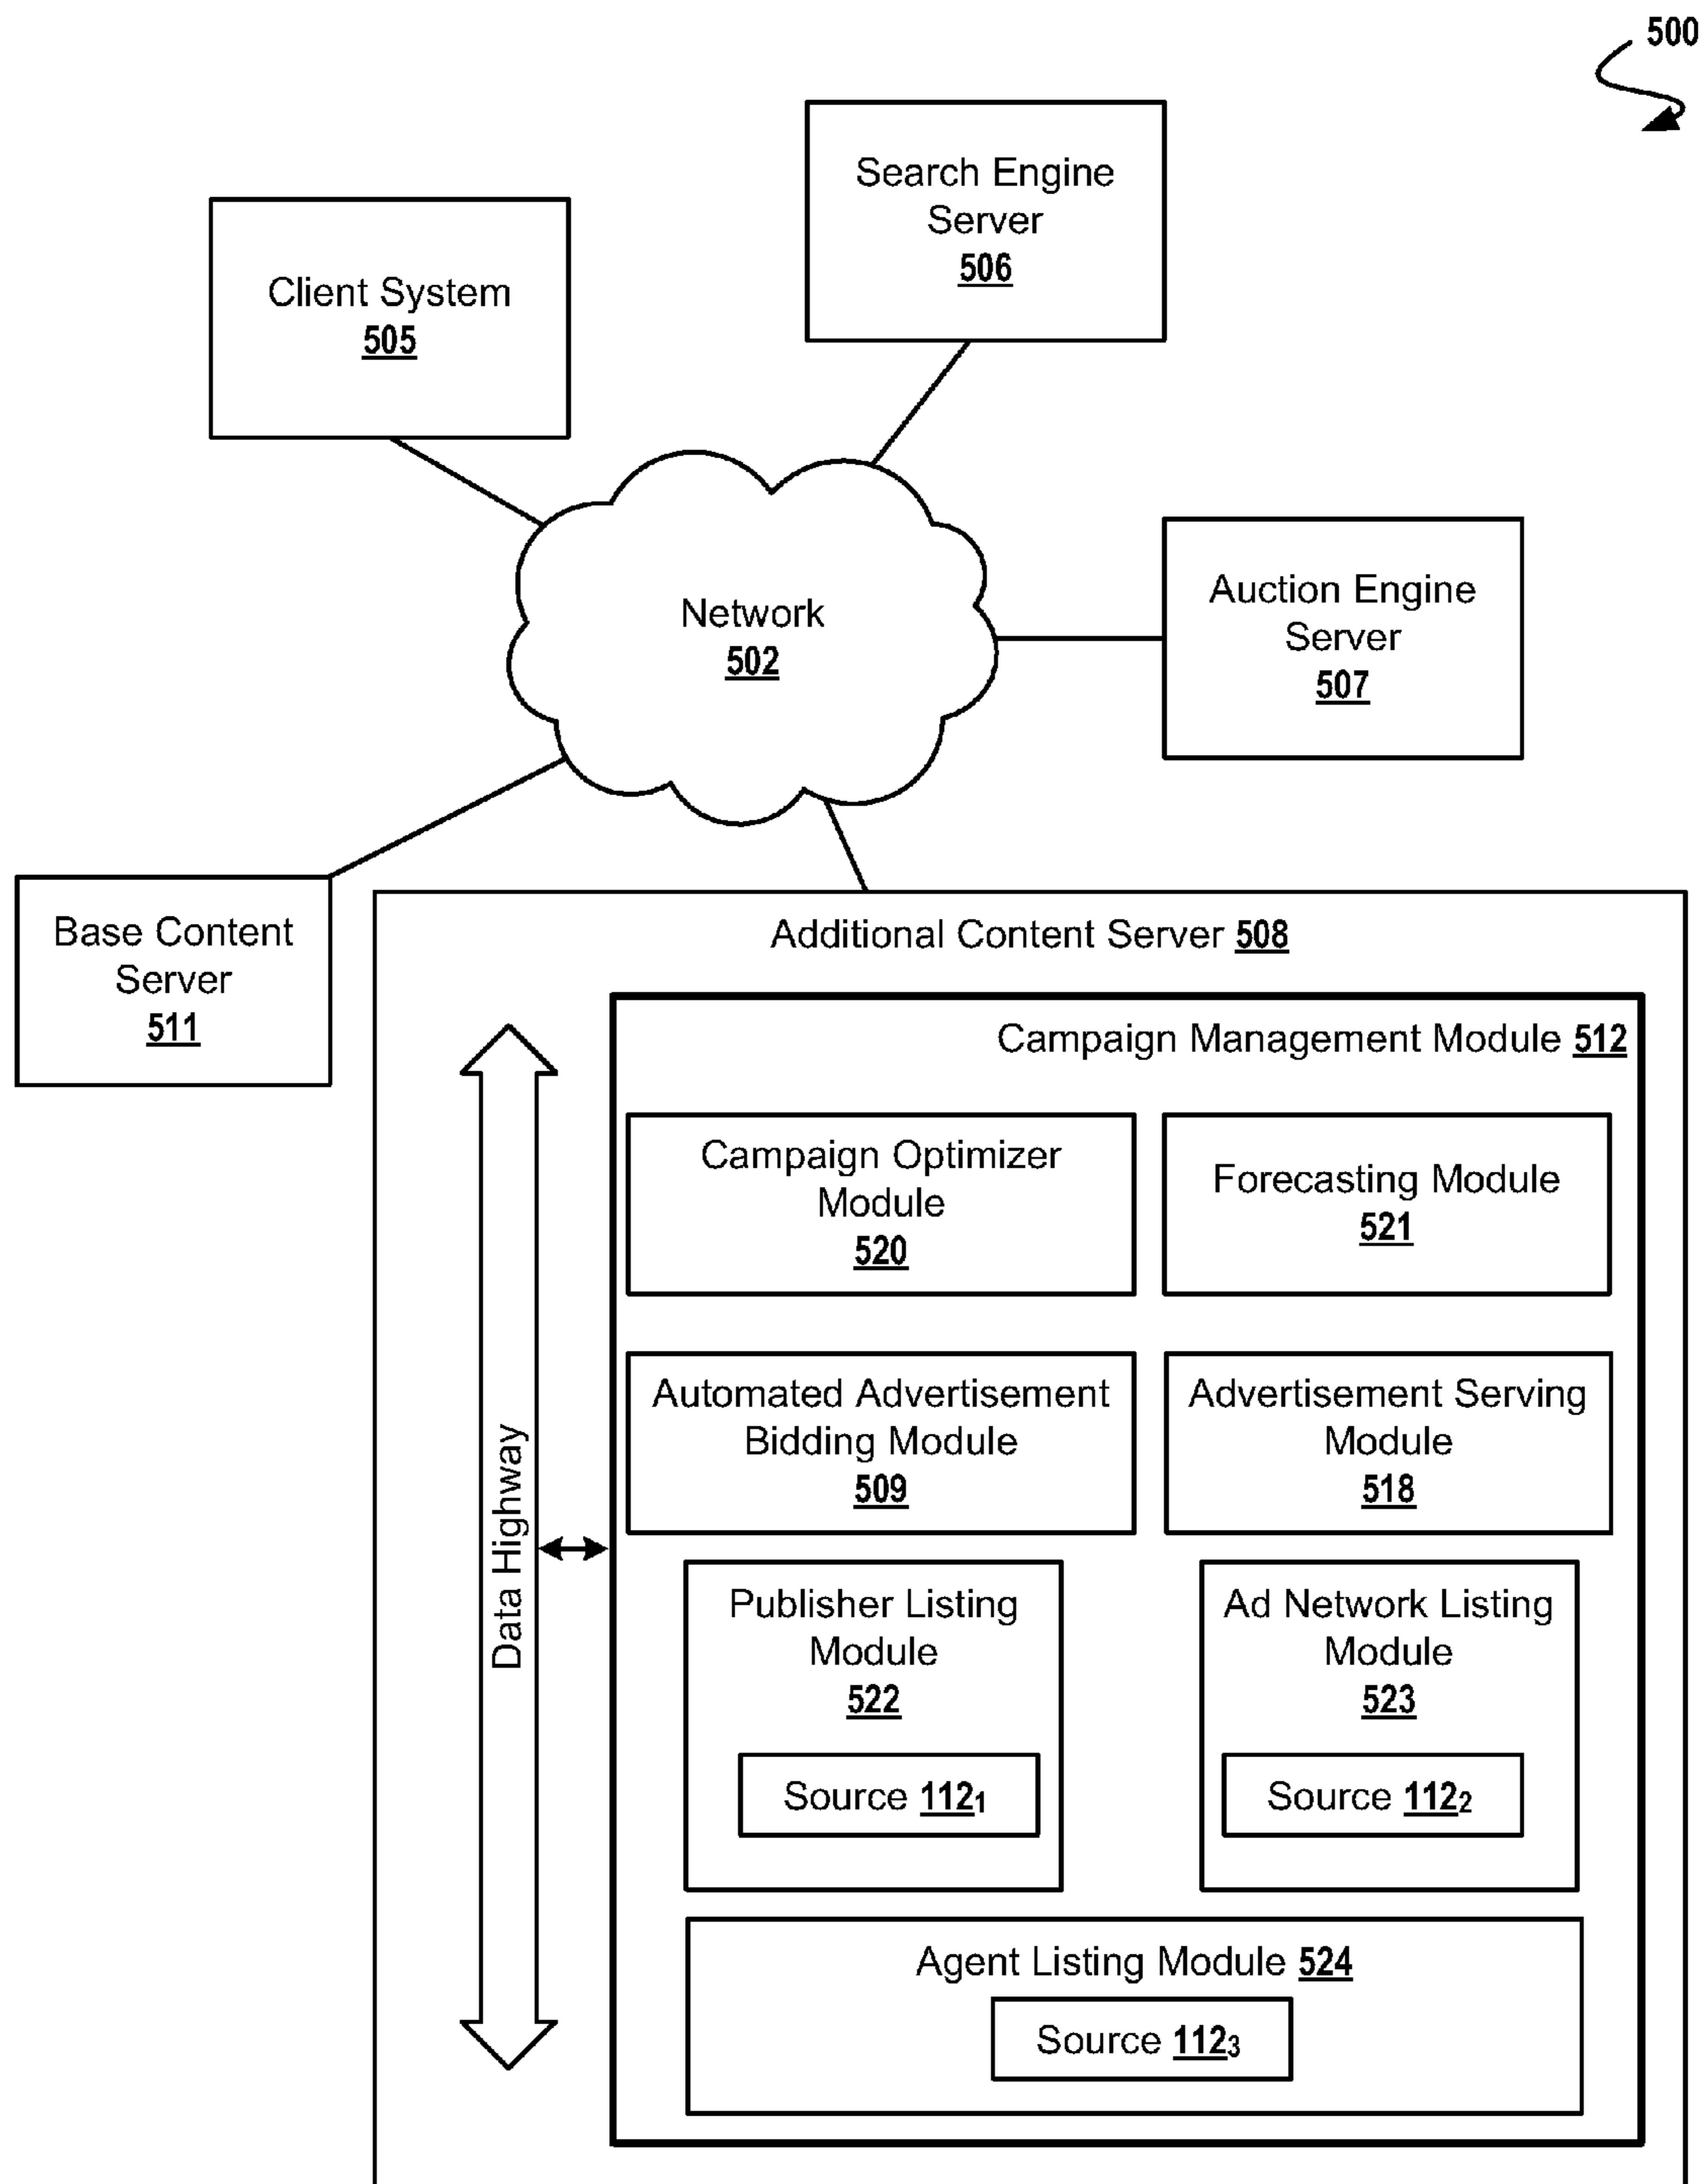 500
Search Engine
Server
506
Client System
505
Network
502
Auction Engine
Server
507
Base Content
Server
511
Additional Content Server 508
Campaign Management Module 512
Data Highway
Campaign Optimizer
Module
520
Forecasting Module
521
Automated Advertisement
Bidding Module
509
Advertisement Serving
Module
518
Publisher Listing
Module
522
Source 112₁
Ad Network Listing
Module
523
Source 112₂
Agent Listing Module 524
Source 112₃